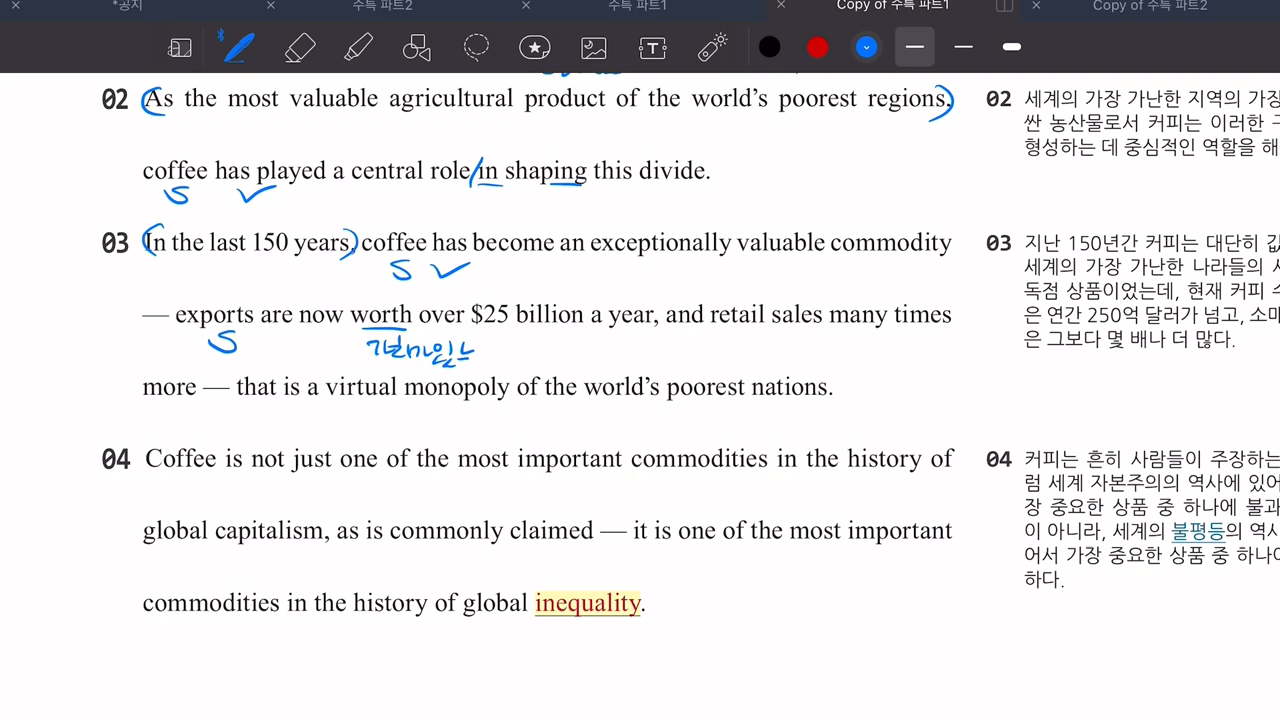 *공지
수특 파트2
수특 파트1
Copy of 수특 파트1
Copy of 수특 파트2
02 As the most valuable agricultural product of the world's poorest regions,
coffee has played a central role in shaping this divide.
S
02 세계의 가장 가난한 지역의 가장
싼 농산물로서 커피는 이러한
형성하는 데 중심적인 역할을 해
03 In the last 150 years, coffee has become an exceptionally valuable commodity
S
— exports are now worth over $25 billion a year, and retail sales many times
S
more — that is a virtual monopoly of the world's poorest nations.
03 지난 150년간 커피는 대단히 값
세계의 가장 가난한 나라들의
독점 상품이었는데, 현재 커피
은 연간 250억 달러가 넘고, 소매
은 그보다 몇 배나 더 많다.
04 Coffee is not just one of the most important commodities in the history of
global capitalism, as is commonly claimed — it is one of the most important
commodities in the history of global inequality.
04 커피는 흔히 사람들이 주장하는
럼 세계 자본주의의 역사에 있어
장 중요한 상품 중 하나에 불과
이 아니라, 세계의 불평등의 역사
어서 가장 중요한 상품 중 하나
하다.